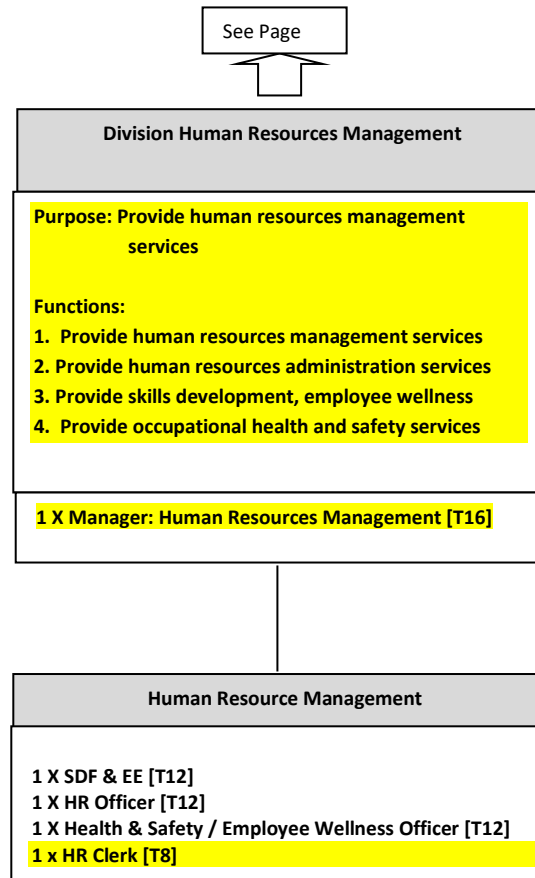 See Page
Division Human Resources Management
Purpose: Provide human resources management
services
Functions:
1. Provide human resources management services
2. Provide human resources administration services
3. Provide skills development, employee wellness
4. Provide occupational health and safety services
1 X Manager: Human Resources Management [T16]
Human Resource Management
1 X SDF & EE [T12]
1 X HR Officer [T12]
1 X Health & Safety / Employee Wellness Officer [T12]
1 x HR Clerk [T8]